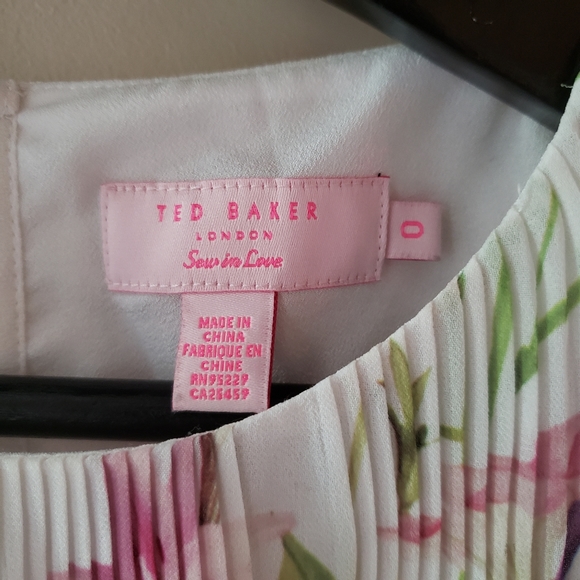 TED BAKER
LONDON
Sew in Love
0
MADE IN
CHINA
FABRIQUE EN
CHINE
RN95229
CA25459